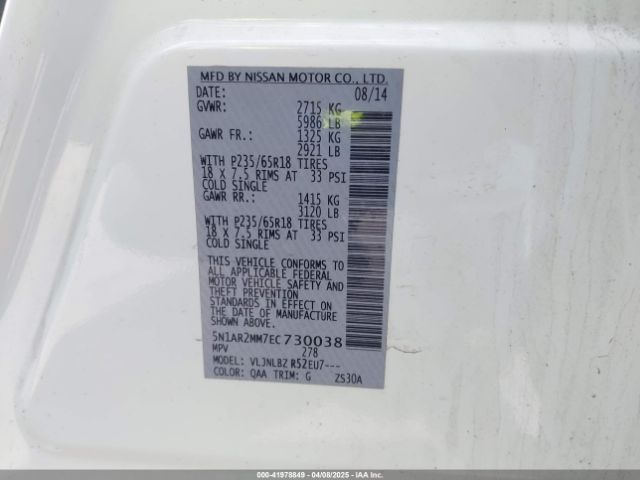 MFD BY NISSAN MOTOR CO., LTD.
DATE: 08/14
GVWR: 2715 KG
5986 LB
GAWR FR.: 1325 KG
2921 LB
WITH P235/65R18 TIRES
18 X 7.5 RIMS AT 33 PSI
COLD SINGLE
GAWR RR.: 1415 KG
3120 LB
WITH P235/65R18 TIRES
18 X 7.5 RIMS AT 33 PSI
COLD SINGLE
THIS VEHICLE CONFORMS TO
ALL APPLICABLE FEDERAL
MOTOR VEHICLE SAFETY AND
THEFT PREVENTION
STANDARDS IN EFFECT ON
THE DATE OF MANUFACTURE
SHOWN ABOVE.
5N1AR2MM7EC730038
MPV 278
MODEL: VLJNLBZ R52EU7---
COLOR: QAA TRIM: G ZS30A
000-41978849 - 04/08/2025 - IAA Inc.